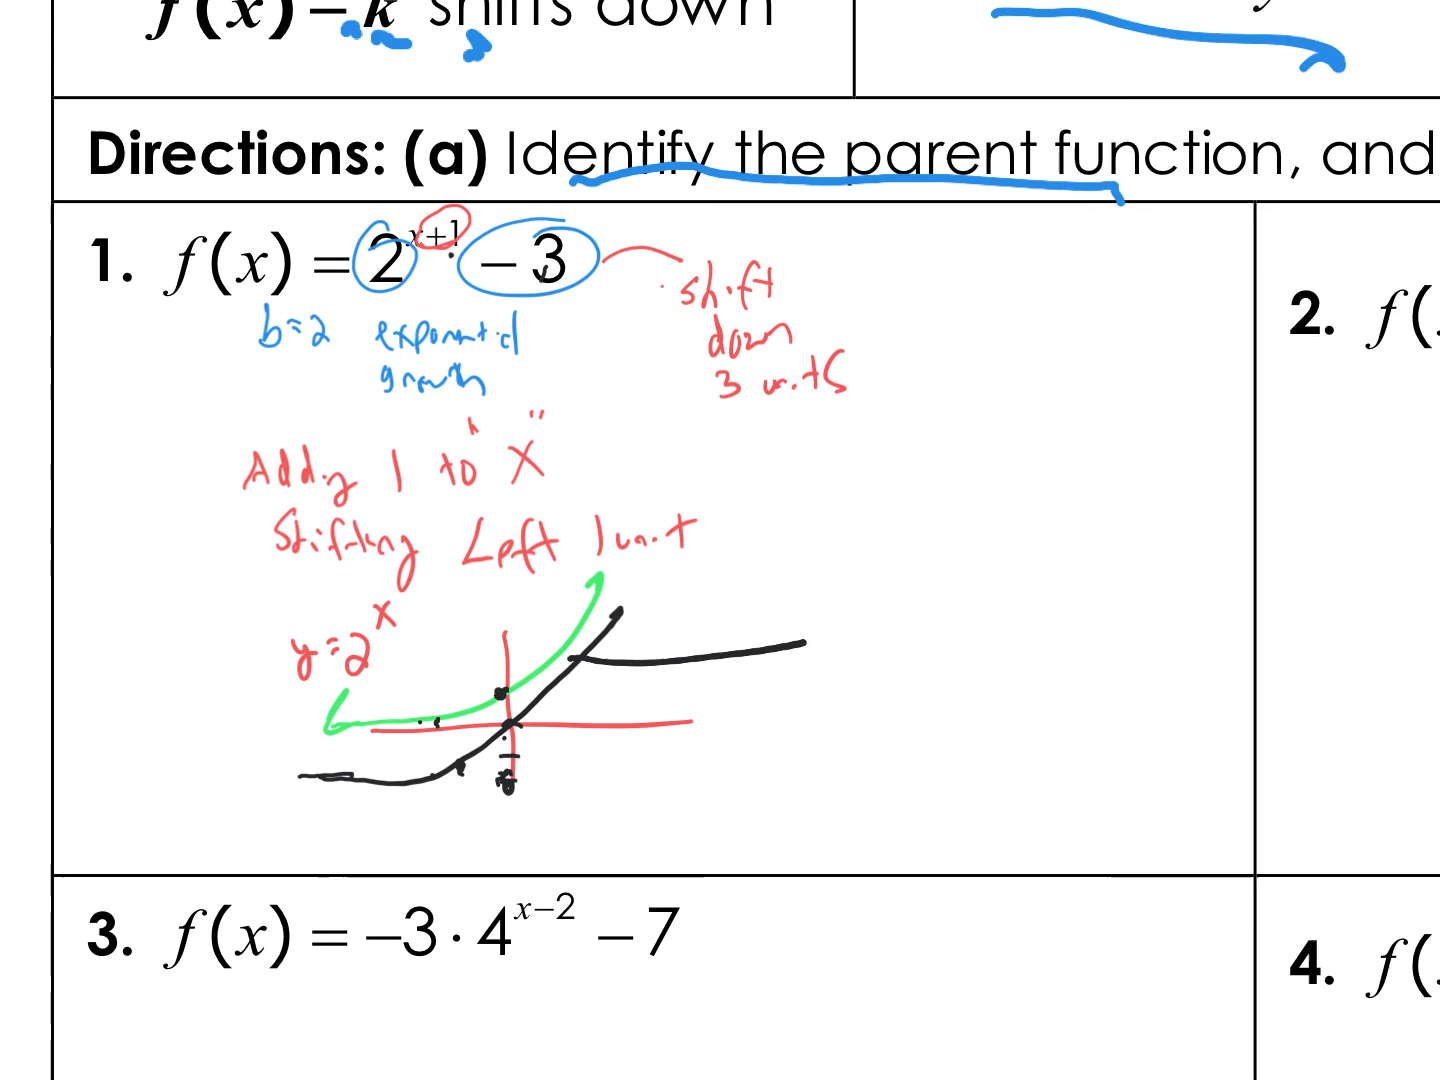 f(x) − k shifts down
Directions: (a) Identify the parent function, and
1. f(x) = 2^{x+1} − 3
shift
down
3 units
2. f(
b=2 exponential
growth
Adding 1 to "x"
Shifting Left 1 unit
y=2^x
3. f(x) = −3 · 4^{x−2} − 7
4. f(